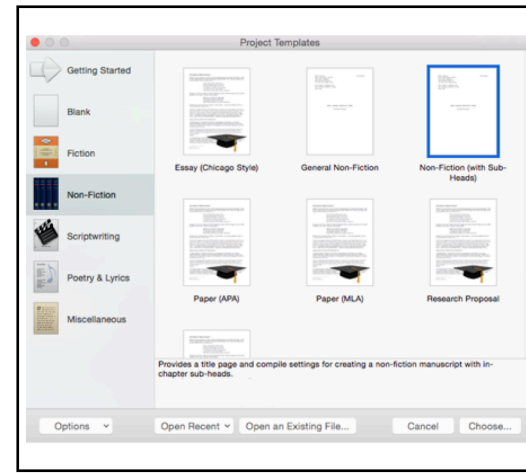 Project Templates
Getting Started
Blank
Fiction
Non-Fiction
Scriptwriting
Poetry & Lyrics
Miscellaneous
Essay (Chicago Style)
General Non-Fiction
Non-Fiction (with Sub-
Heads)
Paper (APA)
Paper (MLA)
Research Proposal
Provides a title page and compile settings for creating a non-fiction manuscript with in-
chapter sub-heads.
Options
Open Recent
Open an Existing File...
Cancel
Choose...